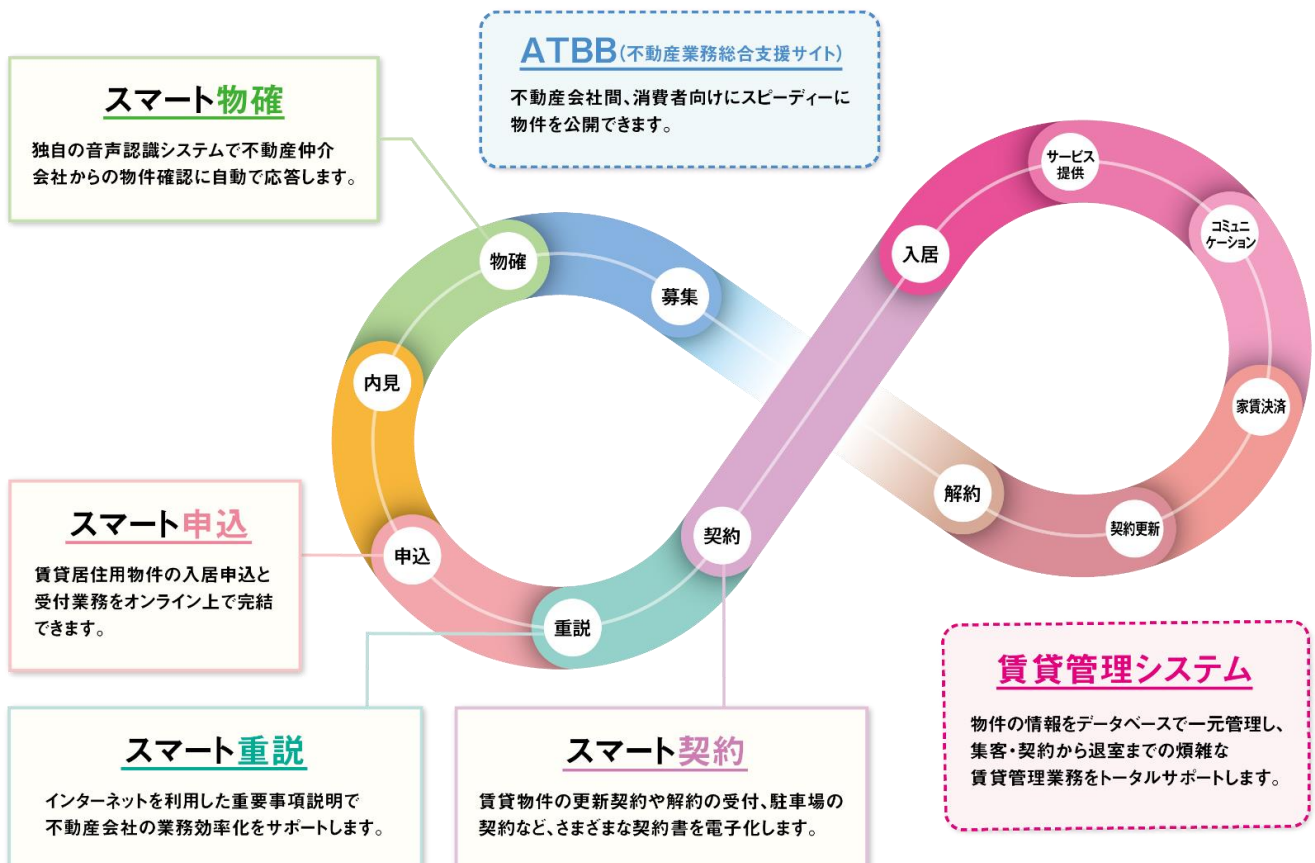 ATBB(不動産業務総合支援サイト)
不動産会社間、消費者向けにスピーディーに
物件を公開できます。
スマート物確
独自の音声認識システムで不動産仲介
会社からの物件確認に自動で応答します。
サービス
提供
コミュニ
ケーション
入居
物確
募集
内見
家賃決済
解約
契約更新
契約
申込
重説
スマート申込
賃貸居住用物件の入居申込と
受付業務をオンライン上で完結
できます。
賃貸管理システム
物件の情報をデータベースで一元管理し、
集客・契約から退室までの煩雑な
賃貸管理業務をトータルサポートします。
スマート重説
インターネットを利用した重要事項説明で
不動産会社の業務効率化をサポートします。
スマート契約
賃貸物件の更新契約や解約の受付、駐車場の
契約など、さまざまな契約書を電子化します。